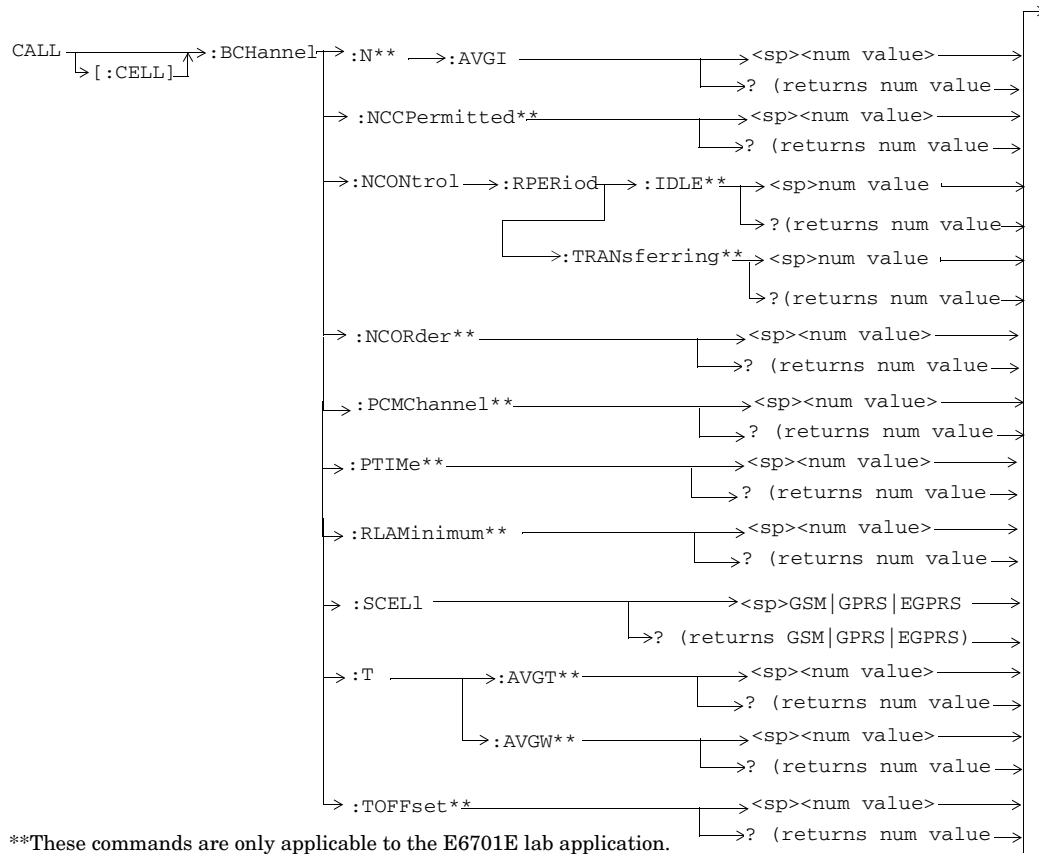 CALL [:CELL] :BCHannel :N** :AVGI <sp><num value>
? (returns num value
:NCCPermitted** <sp><num value>
? (returns num value
:NCONtrol :RPERiod :IDLE** <sp>num value
?(returns num value
:TRANsferring** <sp>num value
?(returns num value
:NCORder** <sp><num value>
? (returns num value
:PCMChannel** <sp><num value>
? (returns num value
:PTIMe** <sp><num value>
? (returns num value
:RLAMinimum** <sp><num value>
? (returns num value
:SCELl <sp>GSM|GPRS|EGPRS
? (returns GSM|GPRS|EGPRS)
:T :AVGT** <sp><num value>
? (returns num value
:AVGW** <sp><num value>
? (returns num value
:TOFFset** <sp><num value>
? (returns num value
**These commands are only applicable to the E6701E lab application.